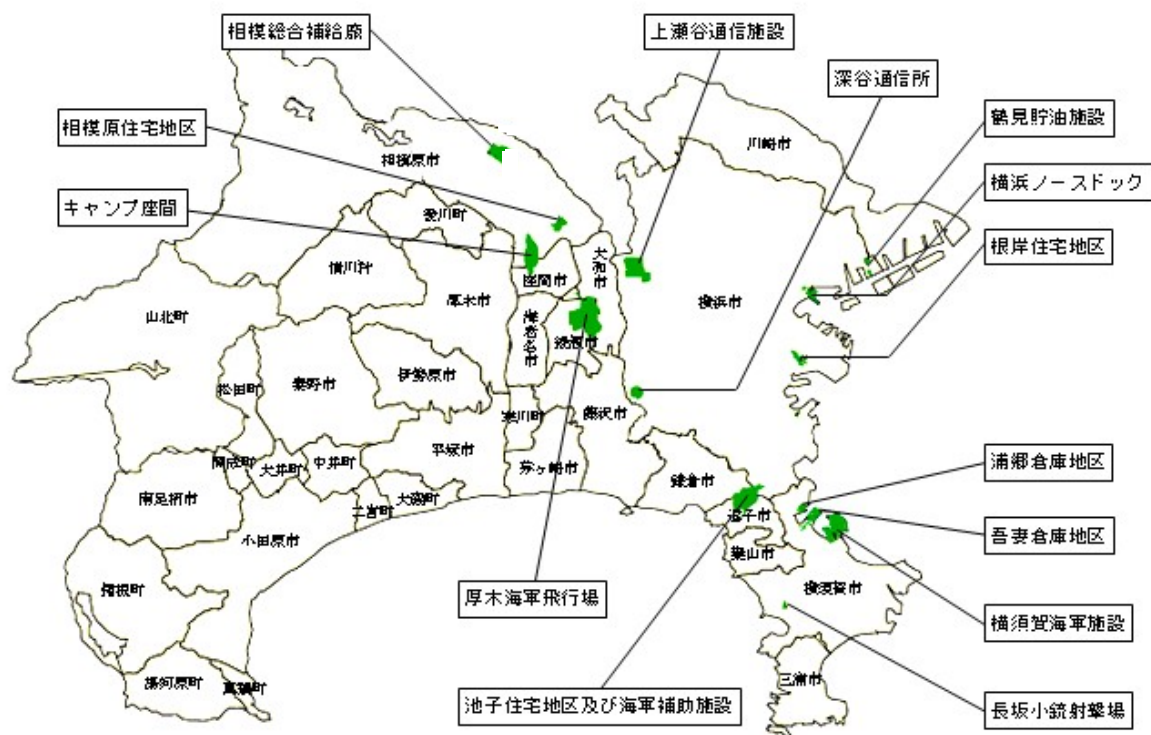 相模総合補給廠
上瀬谷通信施設
深谷通信所
相模原住宅地区
鶴見貯油施設
川崎市
相模原市
横浜ノースドック
キャンプ座間
愛川町
根岸住宅地区
大和市
座間市
清川村
厚木市
横浜市
山北町
海老名市
綾瀬市
伊勢原市
松田町
秦野市
寒川町
藤沢市
平塚市
中井町
大井町
開成町
茅ヶ崎市
鎌倉市
浦郷倉庫地区
南足柄市
大磯町
二宮町
逗子市
吾妻倉庫地区
小田原市
葉山市
横須賀市
箱根町
厚木海軍飛行場
横須賀海軍施設
湯河原町
真鶴町
三浦市
池子住宅地区及び海軍補助施設
長坂小銃射撃場